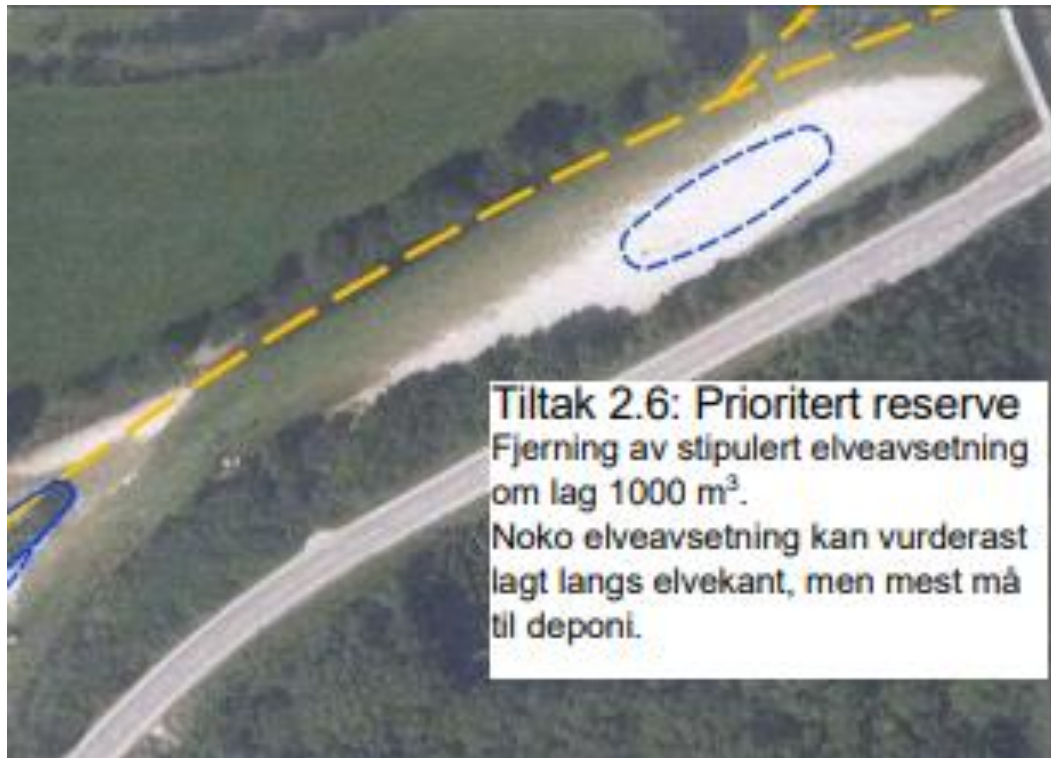 Tiltak 2.6: Prioritert reserve
Fjerning av stipulert elveavsetning
om lag 1000 m³.
Noko elveavsetning kan vurderast
lagt langs elvekant, men mest må
til deponi.